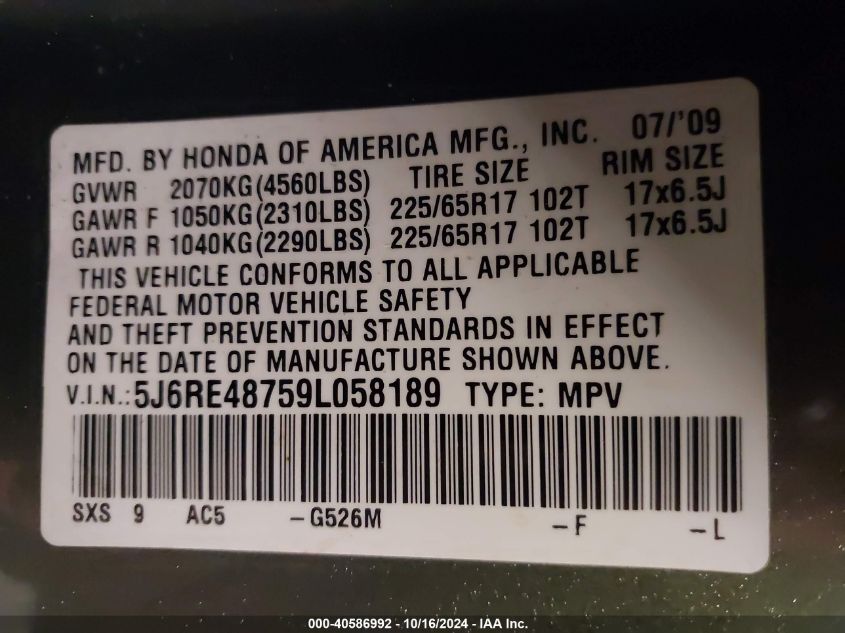 MFD. BY HONDA OF AMERICA MFG., INC. 07/'09
GVWR 2070KG(4560LBS) TIRE SIZE RIM SIZE
GAWR F 1050KG(2310LBS) 225/65R17 102T 17x6.5J
GAWR R 1040KG(2290LBS) 225/65R17 102T 17x6.5J
THIS VEHICLE CONFORMS TO ALL APPLICABLE
FEDERAL MOTOR VEHICLE SAFETY
AND THEFT PREVENTION STANDARDS IN EFFECT
ON THE DATE OF MANUFACTURE SHOWN ABOVE.
V.I.N.:5J6RE48759L058189 TYPE: MPV
SXS 9 AC5 -G526M -F -L
000-40586992 - 10/16/2024 - IAA Inc.